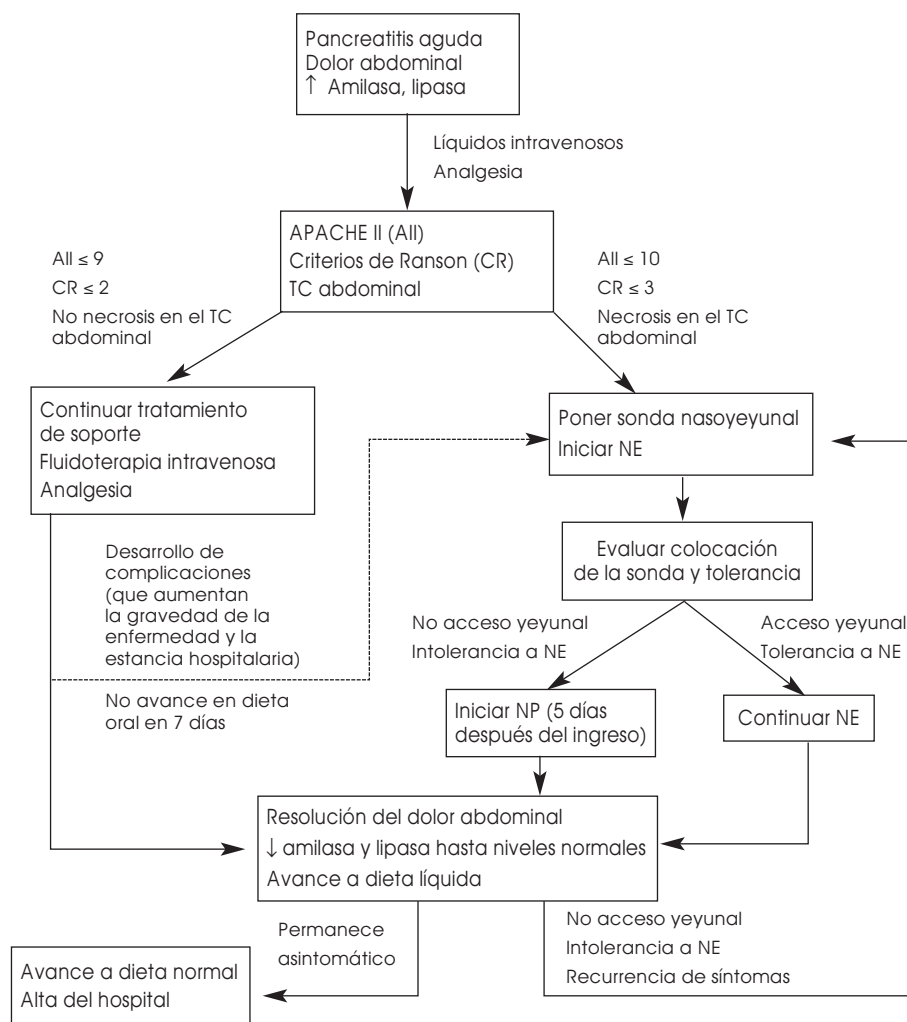 Pancreatitis aguda
Dolor abdominal
↑ Amilasa, lipasa
Líquidos intravenosos
Analgesia
APACHE II (AII)
Criterios de Ranson (CR)
TC abdominal
AII ≤ 9
CR ≤ 2
No necrosis en el TC
abdominal
AII ≤ 10
CR ≤ 3
Necrosis en el TC
abdominal
Continuar tratamiento
de soporte
Fluidoterapia intravenosa
Analgesia
Poner sonda nasoyeyunal
Iniciar NE
Evaluar colocación
de la sonda y tolerancia
Desarrollo de
complicaciones
(que aumentan
la gravedad de la
enfermedad y la
estancia hospitalaria)
No avance en dieta
oral en 7 días
No acceso yeyunal
Intolerancia a NE
Acceso yeyunal
Tolerancia a NE
Iniciar NP (5 días
después del ingreso)
Continuar NE
Resolución del dolor abdominal
↓ amilasa y lipasa hasta niveles normales
Avance a dieta líquida
Permanece
asintomático
No acceso yeyunal
Intolerancia a NE
Recurrencia de síntomas
Avance a dieta normal
Alta del hospital